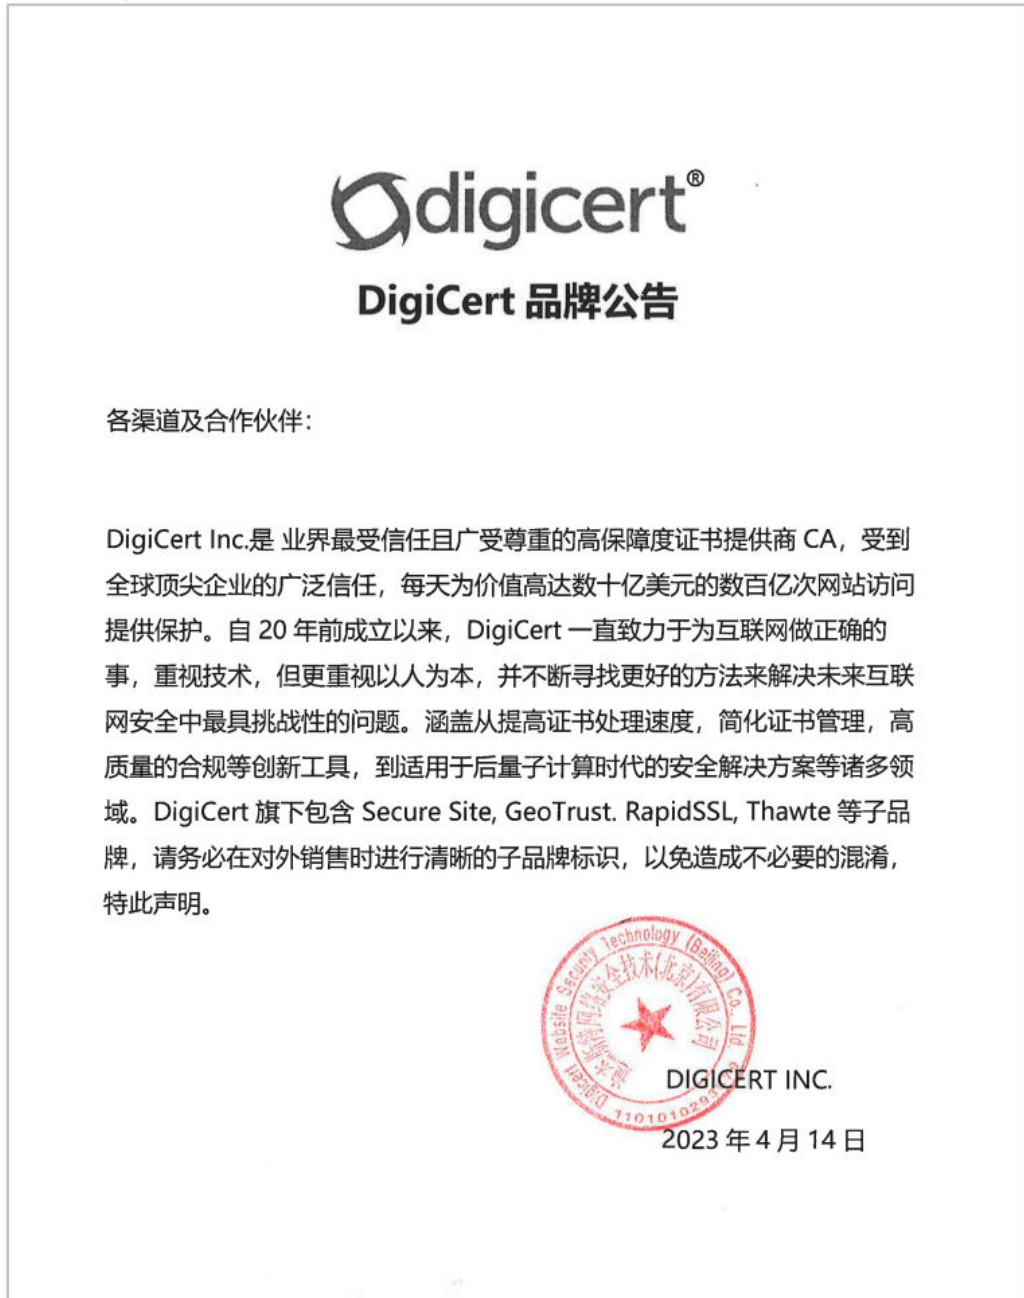 digicert®
DigiCert 品牌公告
各渠道及合作伙伴：
DigiCert Inc.是 业界最受信任且广受尊重的高保障度证书提供商 CA，受到
全球顶尖企业的广泛信任，每天为价值高达数十亿美元的数百亿次网站访问
提供保护。自 20 年前成立以来，DigiCert 一直致力于为互联网做正确的
事，重视技术，但更重视以人为本，并不断寻找更好的方法来解决未来互联
网安全中最具挑战性的问题。涵盖从提高证书处理速度，简化证书管理，高
质量的合规等创新工具，到适用于后量子计算时代的安全解决方案等诸多领
域。DigiCert 旗下包含 Secure Site, GeoTrust. RapidSSL, Thawte 等子品
牌，请务必在对外销售时进行清晰的子品牌标识，以免造成不必要的混淆，
特此声明。
Digicert Website Security Technology (Beijing) Co., Ltd.
网络安全技术(北京)有限公司
DIGICERT INC.
2023 年 4 月 14 日